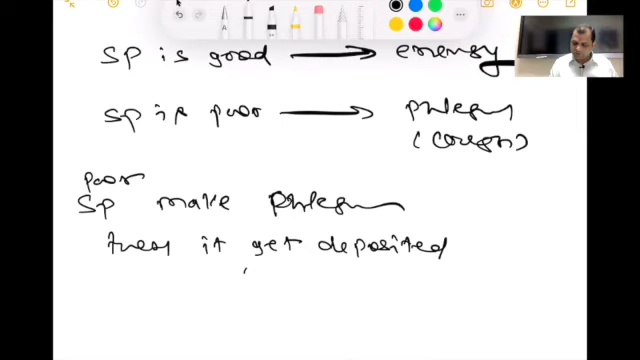 SP is good → energy
SP is poor → phlegm
(cough)
poor
SP make phlegm
then it get deposited